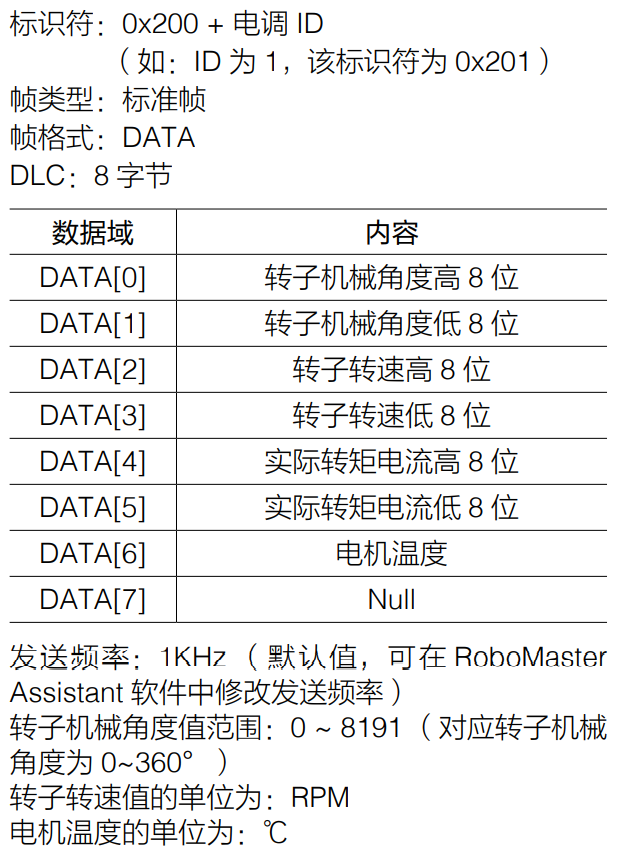 标识符：0x200 + 电调 ID
（如：ID 为 1，该标识符为 0x201）
帧类型：标准帧
帧格式：DATA
DLC：8 字节
数据域 内容
DATA[0] 转子机械角度高 8 位
DATA[1] 转子机械角度低 8 位
DATA[2] 转子转速高 8 位
DATA[3] 转子转速低 8 位
DATA[4] 实际转矩电流高 8 位
DATA[5] 实际转矩电流低 8 位
DATA[6] 电机温度
DATA[7] Null
发送频率：1KHz（默认值，可在 RoboMaster
Assistant 软件中修改发送频率）
转子机械角度值范围：0 ~ 8191（对应转子机械
角度为 0~360°）
转子转速值的单位为：RPM
电机温度的单位为：℃